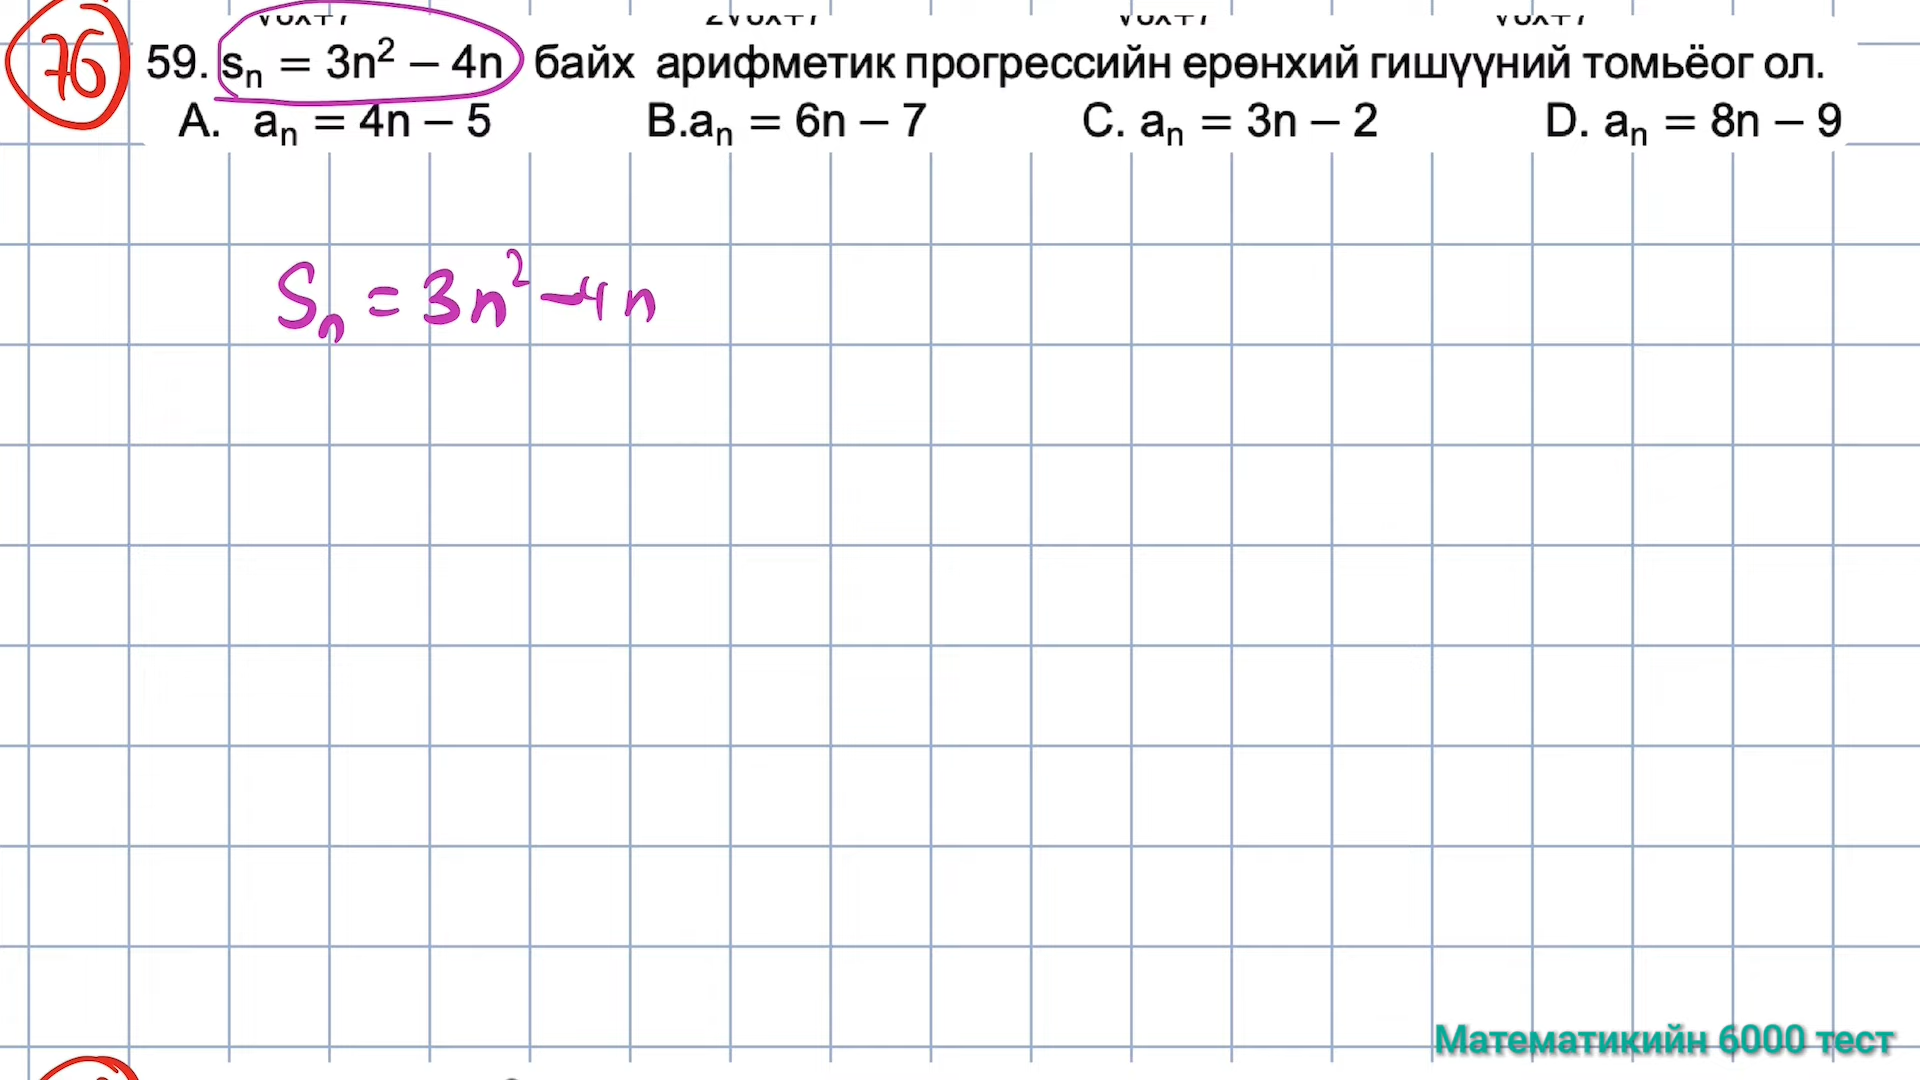 76 59. sₙ = 3n² − 4n байх арифметик прогрессийн ерөнхий гишүүний томьёог ол.
A. aₙ = 4n − 5 B.aₙ = 6n − 7 C. aₙ = 3n − 2 D. aₙ = 8n − 9
Sₙ = 3n² − 4n
Математикийн 6000 тест